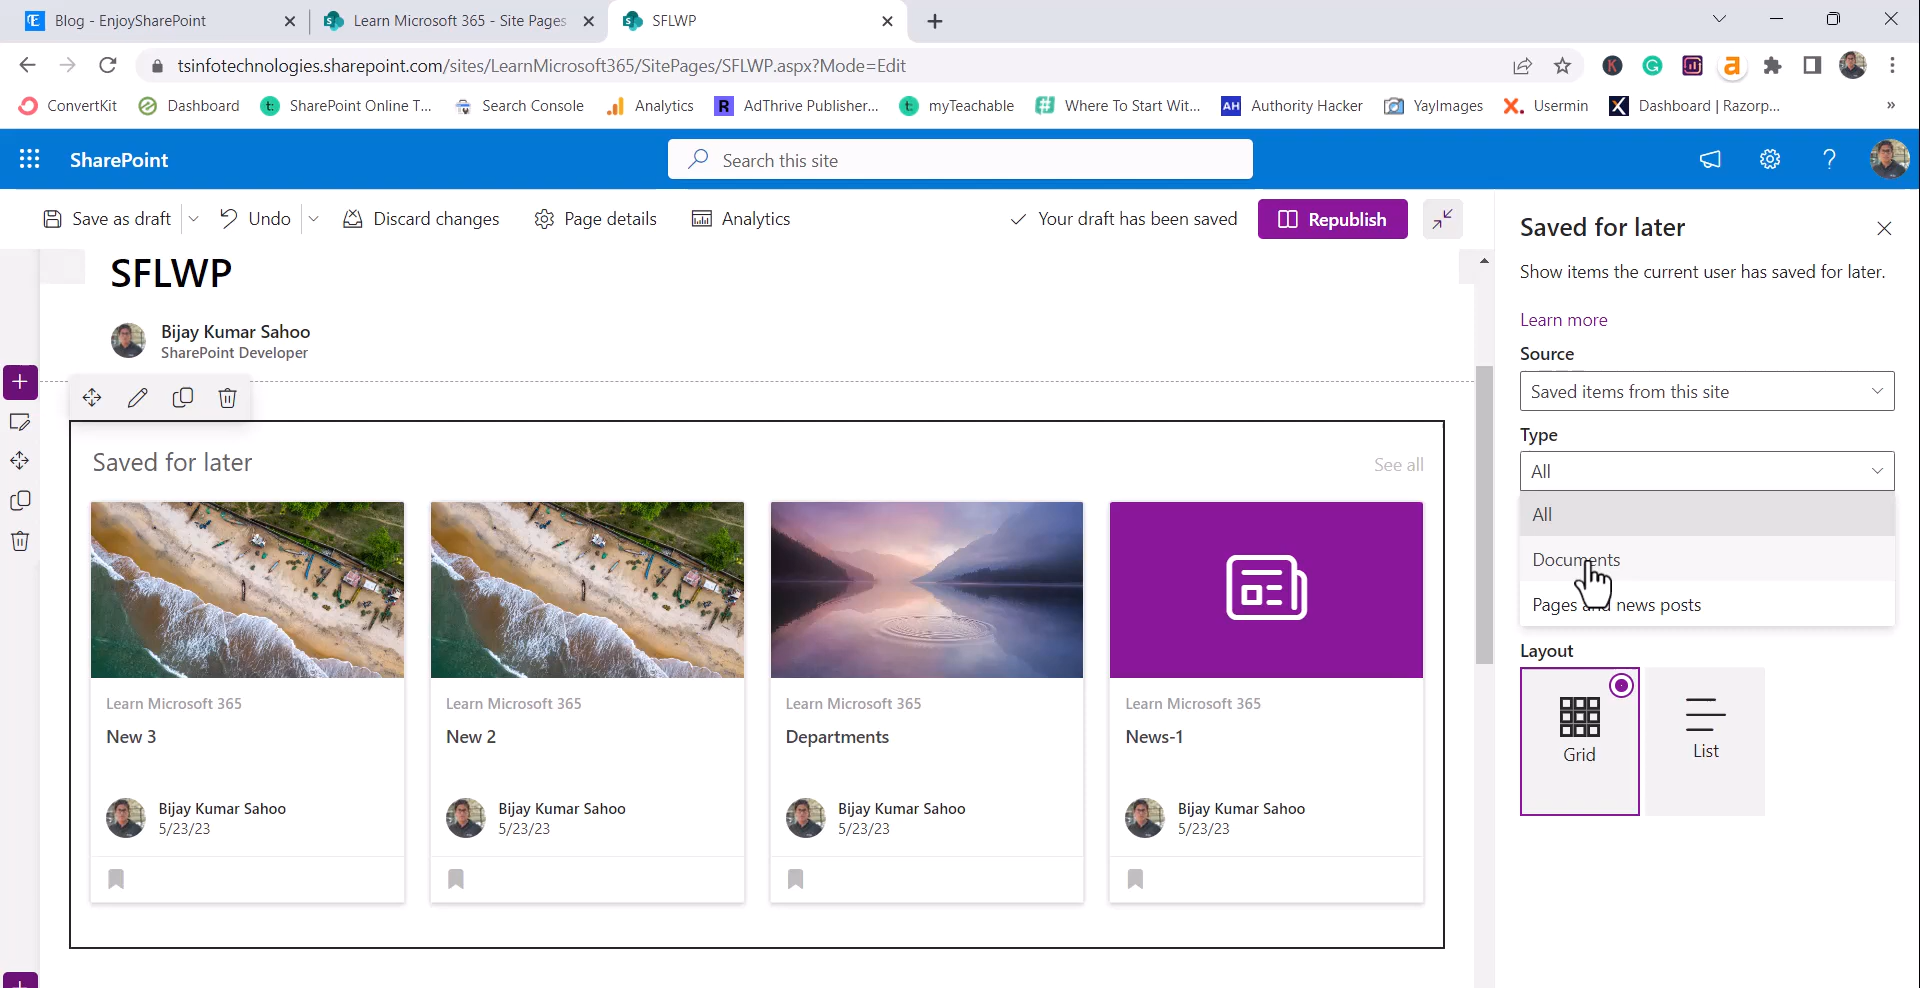 Blog - EnjoySharePoint
Learn Microsoft 365 - Site Pages
SFLWP
tsinfotechnologies.sharepoint.com/sites/LearnMicrosoft365/SitePages/SFLWP.aspx?Mode=Edit
ConvertKit
Dashboard
SharePoint Online T...
Search Console
Analytics
AdThrive Publisher...
myTeachable
Where To Start Wit...
AH
Authority Hacker
YayImages
Usermin
Dashboard | Razorp...
SharePoint
Search this site
Save as draft
Undo
Discard changes
Page details
Analytics
Your draft has been saved
Republish
SFLWP
Bijay Kumar Sahoo
SharePoint Developer
Saved for later
See all
Learn Microsoft 365
New 3
Bijay Kumar Sahoo
5/23/23
Learn Microsoft 365
New 2
Bijay Kumar Sahoo
5/23/23
Learn Microsoft 365
Departments
Bijay Kumar Sahoo
5/23/23
Learn Microsoft 365
News-1
Bijay Kumar Sahoo
5/23/23
Saved for later
Show items the current user has saved for later.
Learn more
Source
Saved items from this site
Type
All
All
Documents
Pages and news posts
Layout
Grid
List